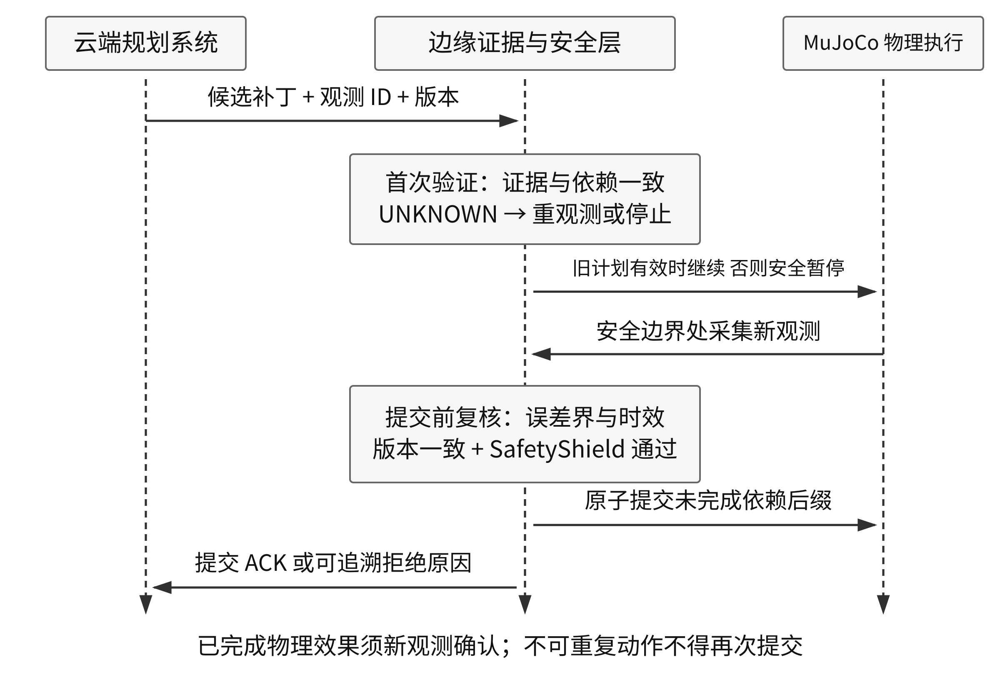 云端规划系统
边缘证据与安全层
MuJoCo 物理执行
候选补丁 + 观测 ID + 版本
首次验证：证据与依赖一致
UNKNOWN → 重观测或停止
旧计划有效时继续 否则安全暂停
安全边界处采集新观测
提交前复核：误差界与时效
版本一致 + SafetyShield 通过
原子提交未完成依赖后缀
提交 ACK 或可追溯拒绝原因
已完成物理效果须新观测确认；不可重复动作不得再次提交